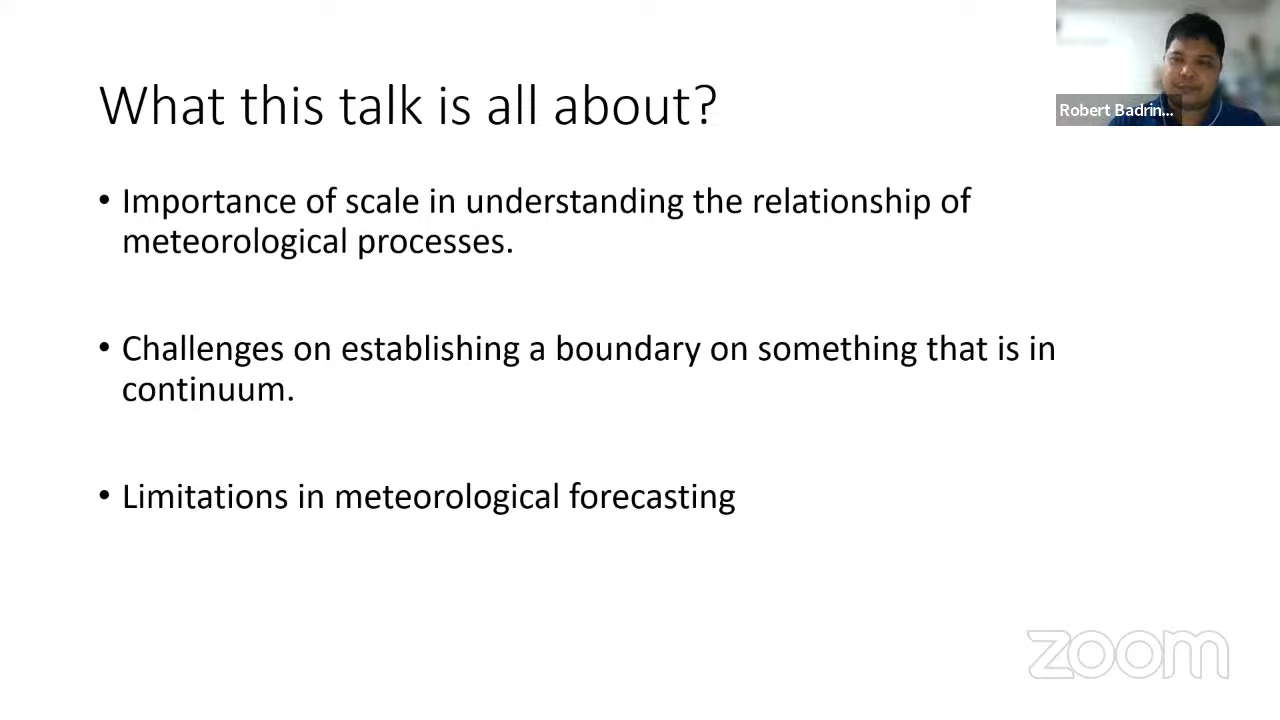 What this talk is all about?
Robert Badrin...
• Importance of scale in understanding the relationship of
meteorological processes.
• Challenges on establishing a boundary on something that is in
continuum.
• Limitations in meteorological forecasting
zoom